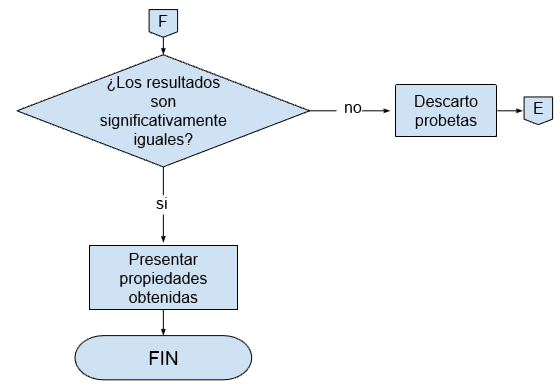 F
¿Los resultados
son
significativamente
iguales?
no
Descarto
probetas
E
si
Presentar
propiedades
obtenidas
FIN